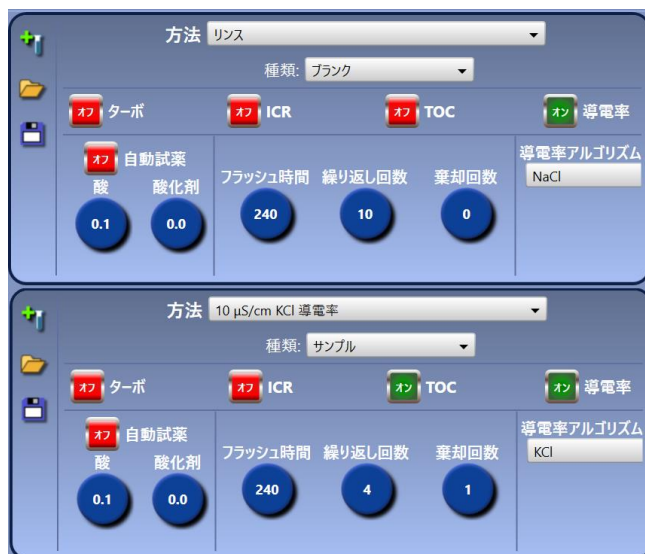 方法 リンス
種類: ブランク
オフ ターボ オフ ICR オフ TOC オン 導電率
オフ 自動試薬
酸 酸化剤
0.1 0.0
フラッシュ時間 繰り返し回数 棄却回数
240 10 0
導電率アルゴリズム
NaCl
方法 10 µS/cm KCl 導電率
種類: サンプル
オフ ターボ オフ ICR オン TOC オン 導電率
オフ 自動試薬
酸 酸化剤
0.1 0.0
フラッシュ時間 繰り返し回数 棄却回数
240 4 1
導電率アルゴリズム
KCl